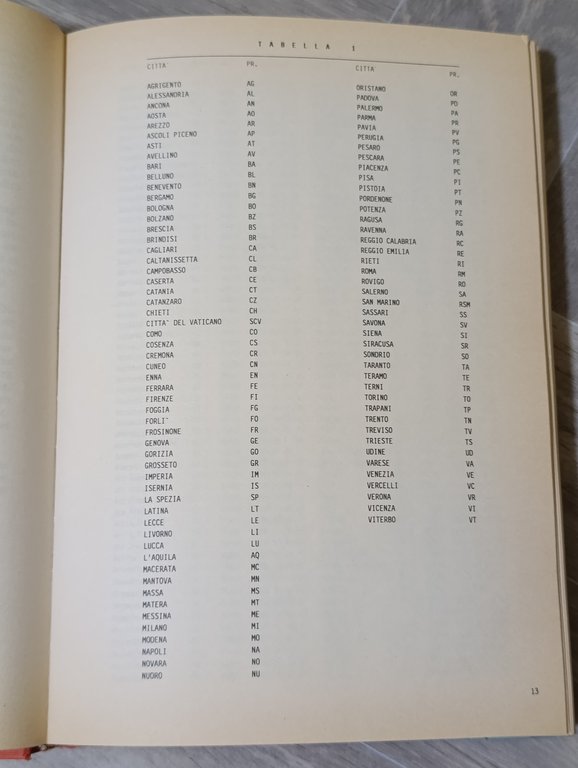 TABELLA I
CITTA` PR.
AGRIGENTO AG
ALESSANDRIA AL
ANCONA AN
AOSTA AO
AREZZO AR
ASCOLI PICENO AP
ASTI AT
AVELLINO AV
BARI BA
BELLUNO BL
BENEVENTO BN
BERGAMO BG
BOLOGNA BO
BOLZANO BZ
BRESCIA BS
BRINDISI BR
CAGLIARI CA
CALTANISSETTA CL
CAMPOBASSO CB
CASERTA CE
CATANIA CT
CATANZARO CZ
CHIETI CH
CITTA` DEL VATICANO SCV
COMO CO
COSENZA CS
CREMONA CR
CUNEO CN
ENNA EN
FERRARA FE
FIRENZE FI
FOGGIA FG
FORLI` FO
FROSINONE FR
GENOVA GE
GORIZIA GO
GROSSETO GR
IMPERIA IM
ISERNIA IS
LA SPEZIA SP
LATINA LT
LECCE LE
LIVORNO LI
LUCCA LU
L'AQUILA AQ
MACERATA MC
MANTOVA MN
MASSA MS
MATERA MT
MESSINA ME
MILANO MI
MODENA MO
NAPOLI NA
NOVARA NO
NUORO NU
CITTA` PR.
ORISTANO OR
PADOVA PD
PALERMO PA
PARMA PR
PAVIA PV
PERUGIA PG
PESARO PS
PESCARA PE
PIACENZA PC
PISA PI
PISTOIA PT
PORDENONE PN
POTENZA PZ
RAGUSA RG
RAVENNA RA
REGGIO CALABRIA RC
REGGIO EMILIA RE
RIETI RI
ROMA RM
ROVIGO RO
SALERNO SA
SAN MARINO RSM
SASSARI SS
SAVONA SV
SIENA SI
SIRACUSA SR
SONDRIO SO
TARANTO TA
TERAMO TE
TERNI TR
TORINO TO
TRAPANI TP
TRENTO TN
TREVISO TV
TRIESTE TS
UDINE UD
VARESE VA
VENEZIA VE
VERCELLI VC
VERONA VR
VICENZA VI
VITERBO VT
13